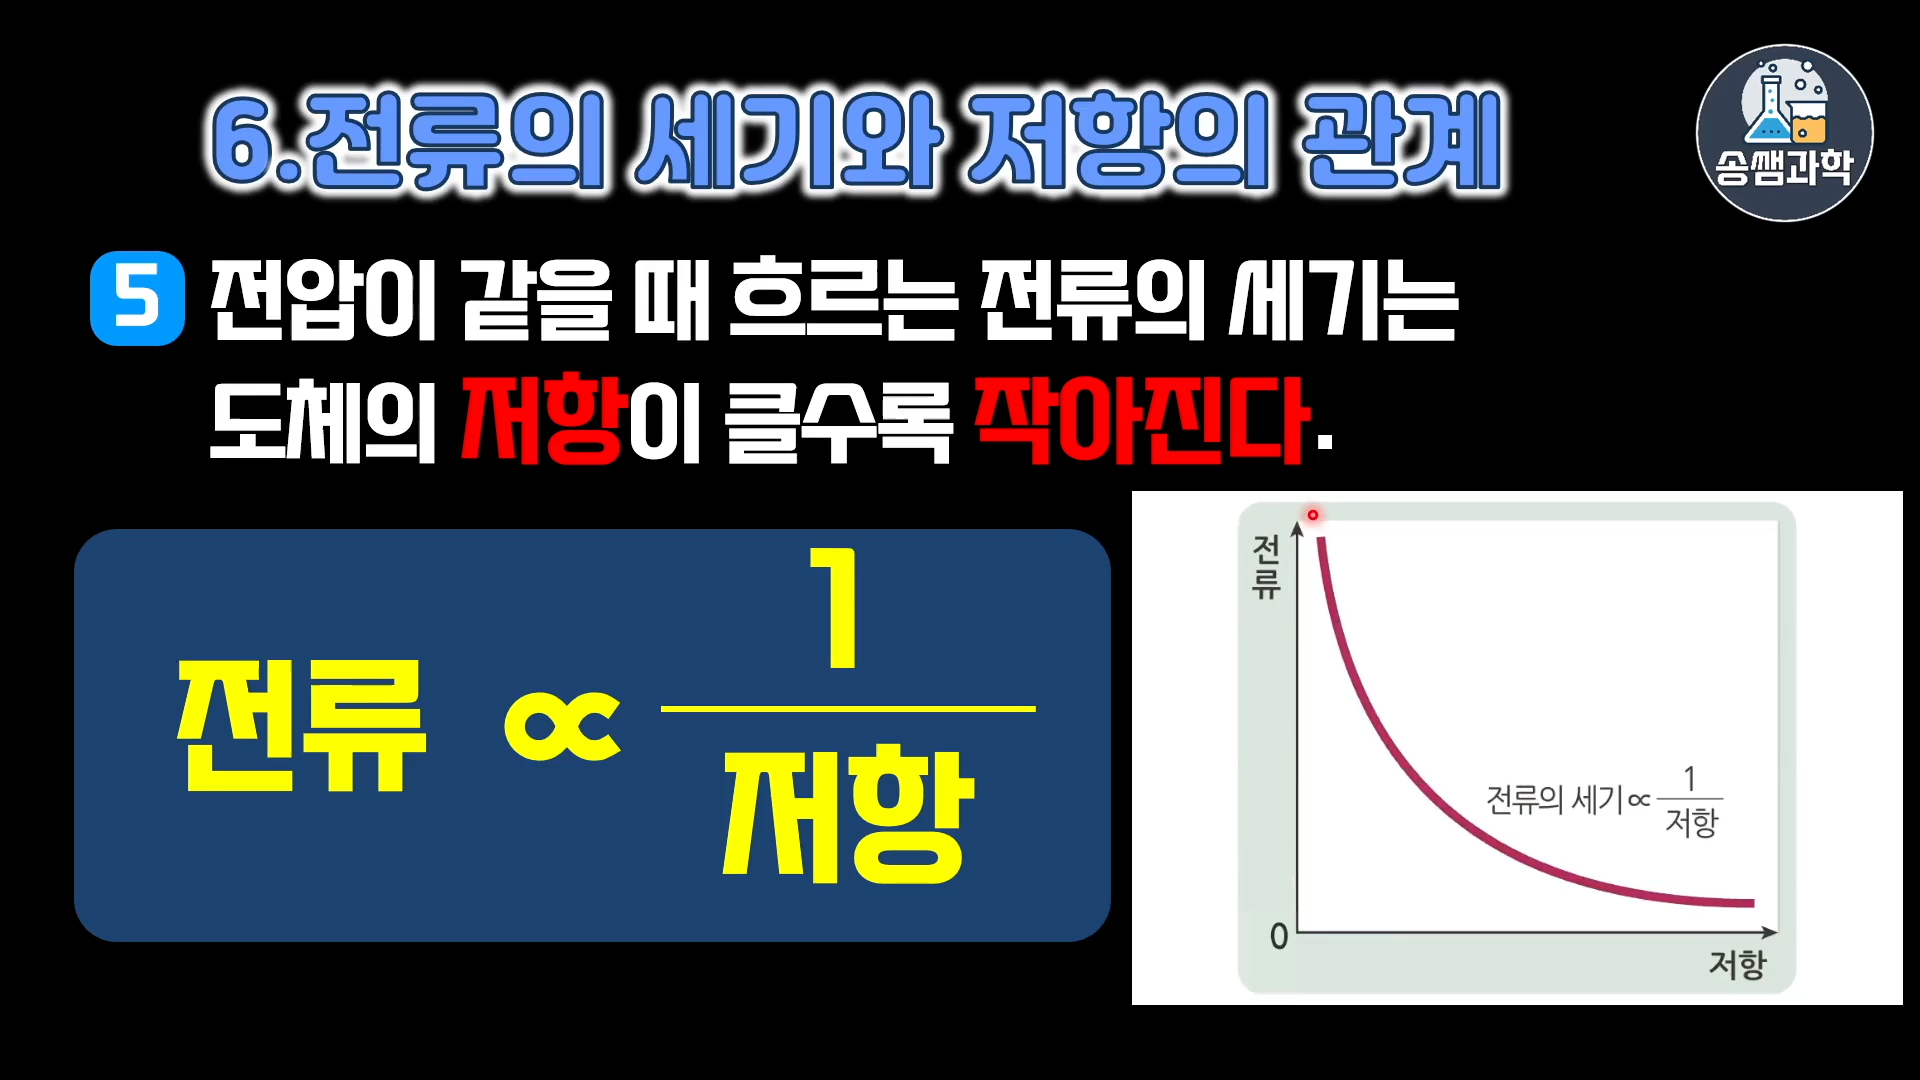 6.전류의 세기와 저항의 관계
송쌤과학
5 전압이 같을 때 흐르는 전류의 세기는
도체의 저항이 클수록 작아진다.
전류 ∝ 1
저항
전류
전류의 세기∝ 1
저항
0
저항